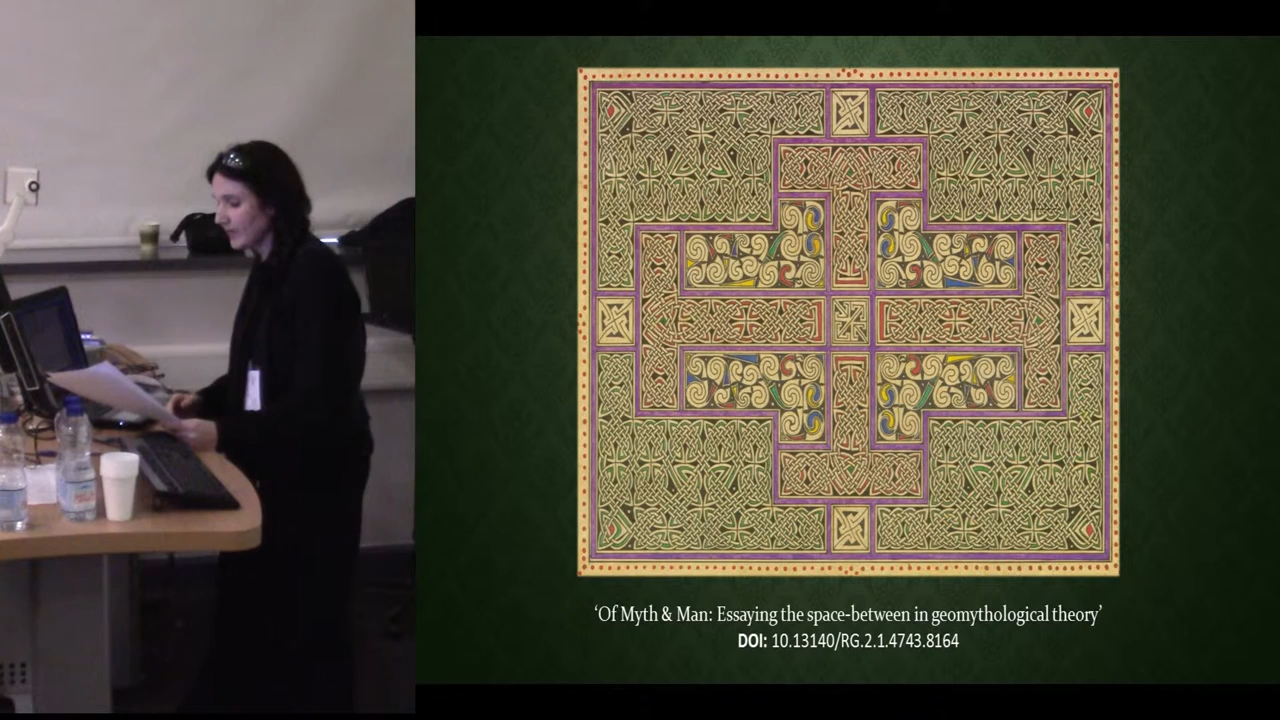 ‘Of Myth & Man: Essaying the space-between in geomythological theory’
DOI: 10.13140/RG.2.1.4743.8164